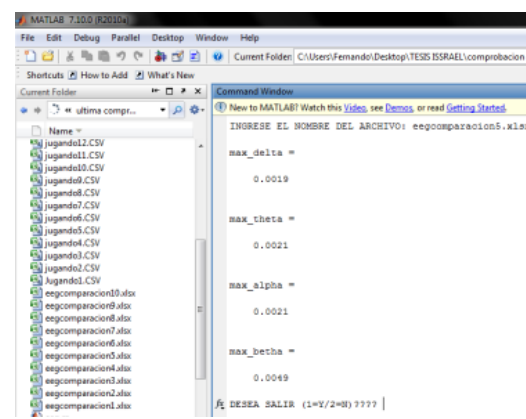 MATLAB 7.10.0 (R2010a)
File Edit Debug Parallel Desktop Window Help
Current Folder: C:\Users\Fernando\Desktop\TESIS ISSRAEL\comprobacion
Shortcuts How to Add What's New
Current Folder
« ultima compr...
Name
jugando12.CSV
jugando11.CSV
jugando10.CSV
jugando9.CSV
jugando8.CSV
jugando7.CSV
jugando6.CSV
jugando5.CSV
jugando4.CSV
jugando3.CSV
jugando2.CSV
Jugando1.CSV
eegcomparacion10.xlsx
eegcomparacion9.xlsx
eegcomparacion8.xlsx
eegcomparacion7.xlsx
eegcomparacion6.xlsx
eegcomparacion5.xlsx
eegcomparacion4.xlsx
eegcomparacion3.xlsx
eegcomparacion2.xlsx
eegcomparacion1.xlsx
Command Window
New to MATLAB? Watch this Video, see Demos, or read Getting Started.
INGRESE EL NOMBRE DEL ARCHIVO: eegcomparacion5.xlsx
max_delta =
0.0019
max_theta =
0.0021
max_alpha =
0.0021
max_betha =
0.0049
fx DESEA SALIR (1=Y/2=N)????